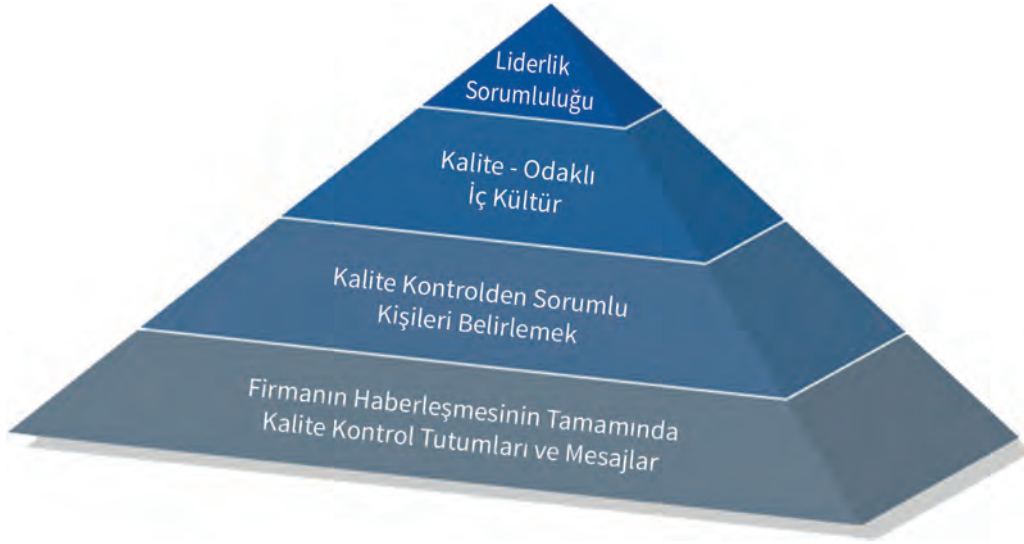 Liderlik
Sorumluluğu
Kalite - Odaklı
İç Kültür
Kalite Kontrolden Sorumlu
Kişileri Belirlemek
Firmanın Haberleşmesinin Tamamında
Kalite Kontrol Tutumları ve Mesajlar